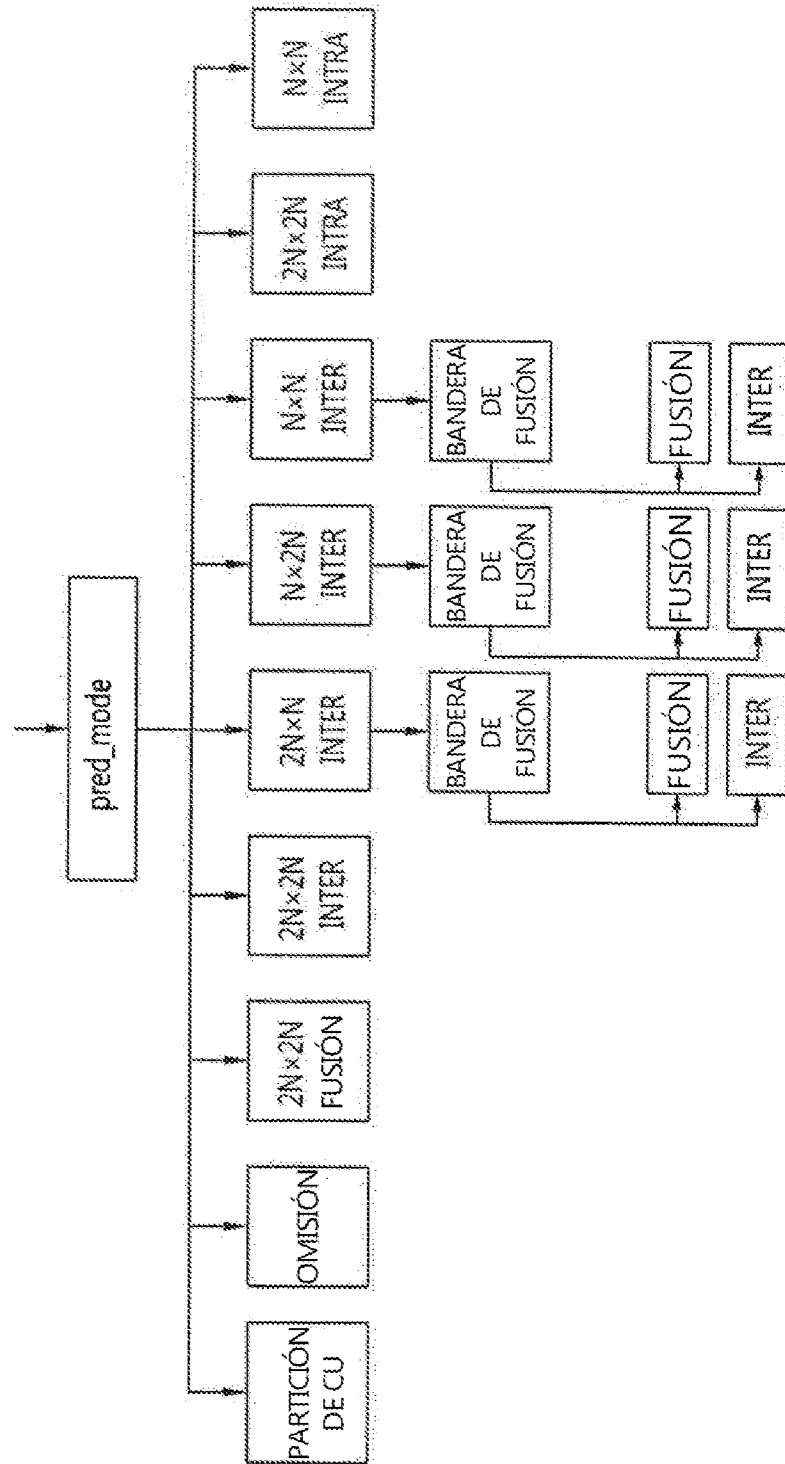 pred_mode
PARTICIÓN
DE CU
OMISIÓN
2N×2N
FUSIÓN
2N×2N
INTER
2N×N
INTER
N×2N
INTER
N×N
INTER
2N×2N
INTRA
N×N
INTRA
BANDERA
DE
FUSIÓN
BANDERA
DE
FUSIÓN
BANDERA
DE
FUSIÓN
FUSIÓN
INTER
FUSIÓN
INTER
FUSIÓN
INTER